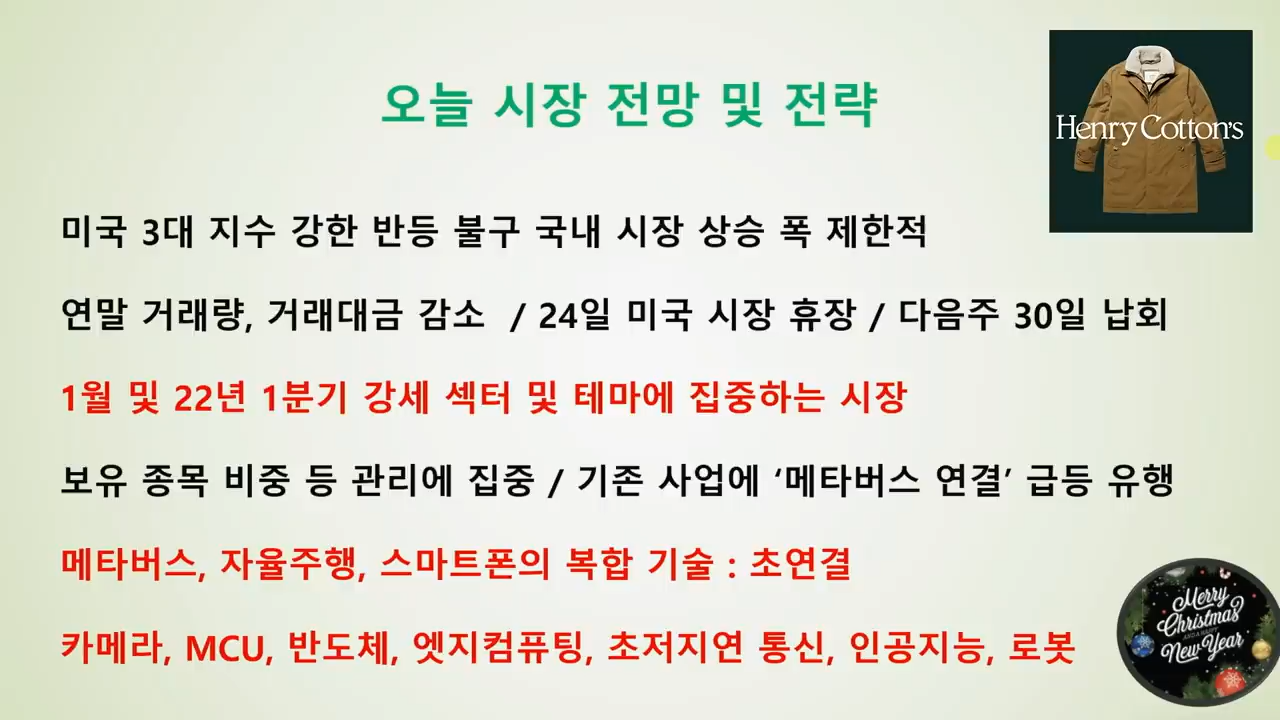 오늘 시장 전망 및 전략
Henry Cotton's
미국 3대 지수 강한 반등 불구 국내 시장 상승 폭 제한적
연말 거래량, 거래대금 감소 / 24일 미국 시장 휴장 / 다음주 30일 납회
1월 및 22년 1분기 강세 섹터 및 테마에 집중하는 시장
보유 종목 비중 등 관리에 집중 / 기존 사업에 ‘메타버스 연결’ 급등 유행
메타버스, 자율주행, 스마트폰의 복합 기술 : 초연결
카메라, MCU, 반도체, 엣지컴퓨팅, 초저지연 통신, 인공지능, 로봇
Merry
Christmas
AND A HAPPY
New Year